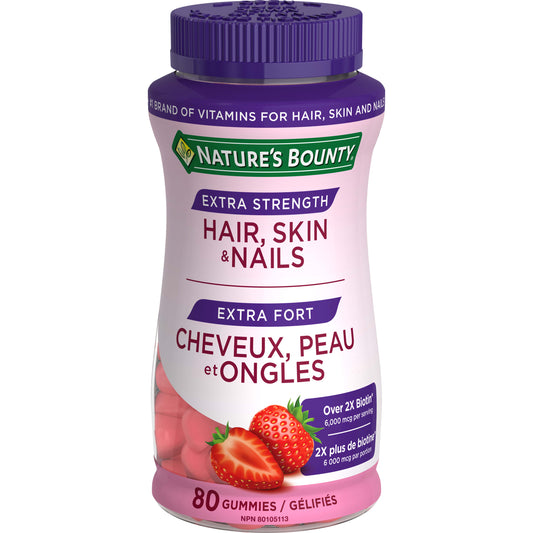 #1 BRAND OF VITAMINS FOR HAIR, SKIN AND NAILS
NATURE'S BOUNTY®
EXTRA STRENGTH
HAIR, SKIN
& NAILS
EXTRA FORT
CHEVEUX, PEAU
et ONGLES
Over 2X Biotin*
6,000 mcg per serving
2X plus de biotine*
6 000 mcg par portion
80 GUMMIES / GÉLIFIÉS
NPN 80105113